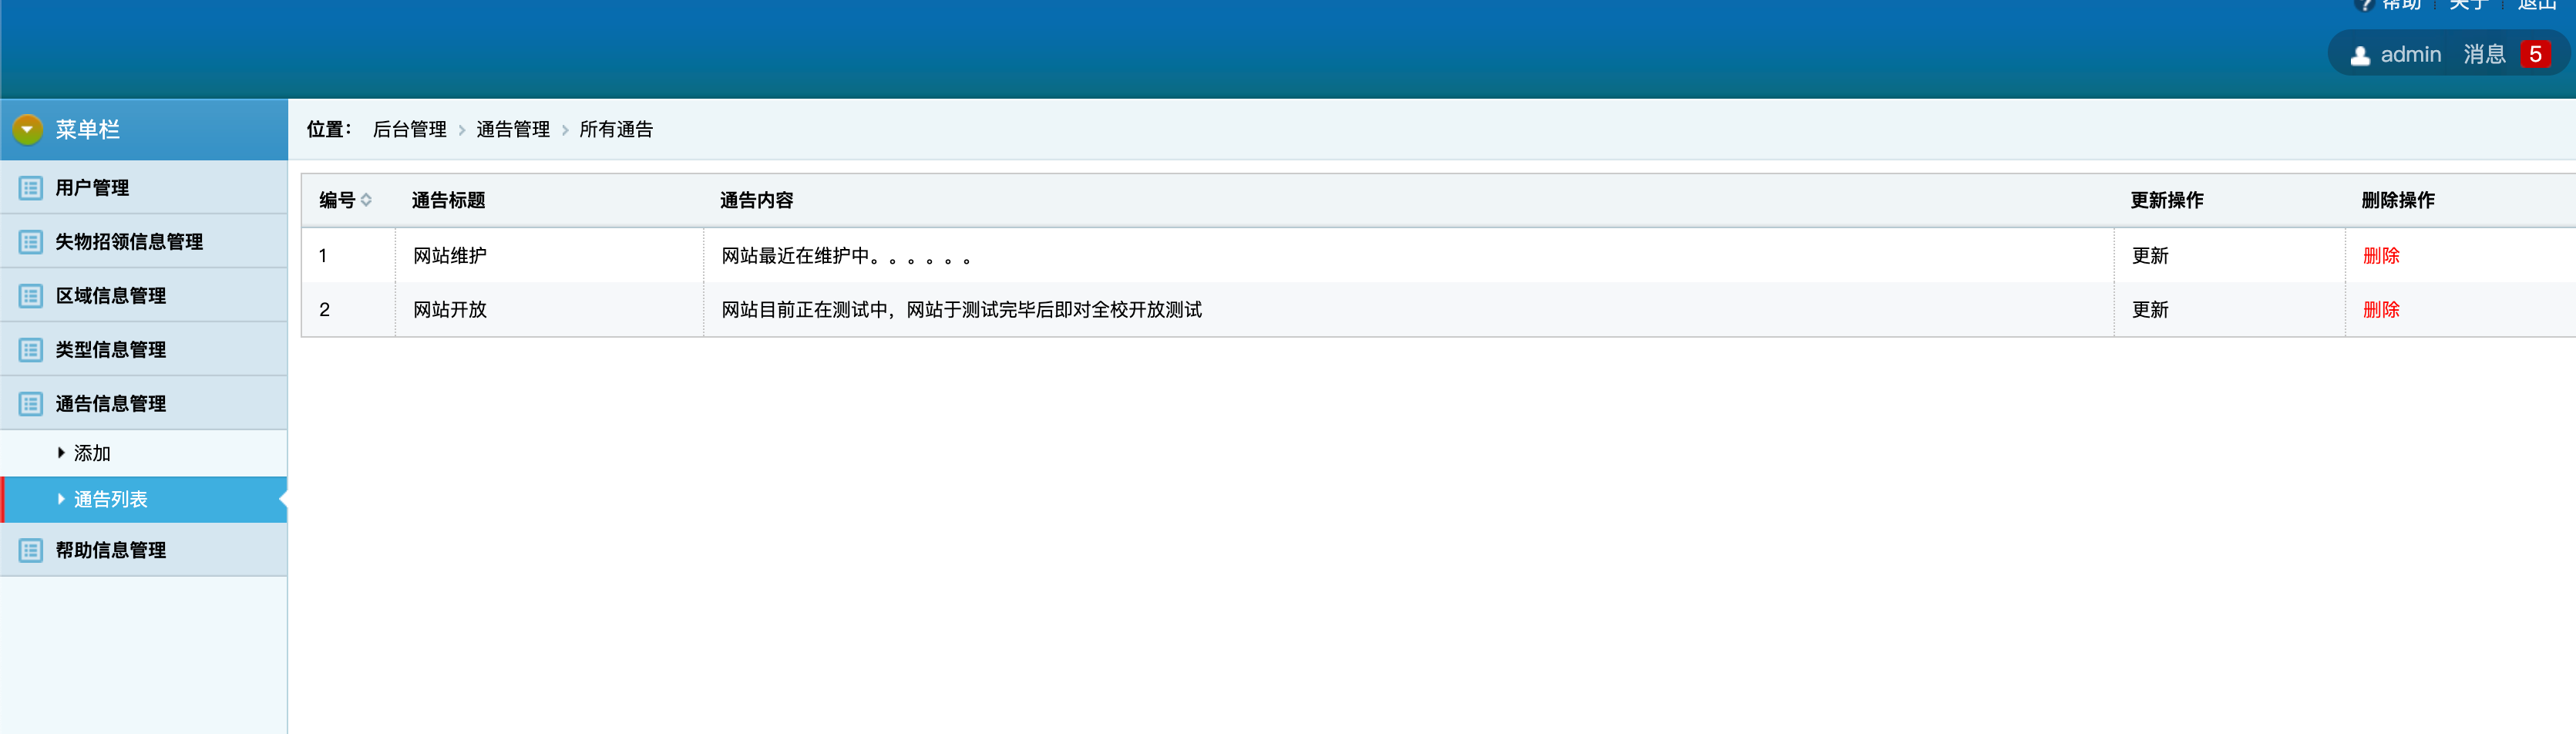 帮助 关于 退出
admin 消息 5
菜单栏
位置： 后台管理 通告管理 所有通告
用户管理
失物招领信息管理
区域信息管理
类型信息管理
通告信息管理
添加
通告列表
帮助信息管理
编号 通告标题 通告内容 更新操作 删除操作
1 网站维护 网站最近在维护中。。。。。。 更新 删除
2 网站开放 网站目前正在测试中，网站于测试完毕后即对全校开放测试 更新 删除